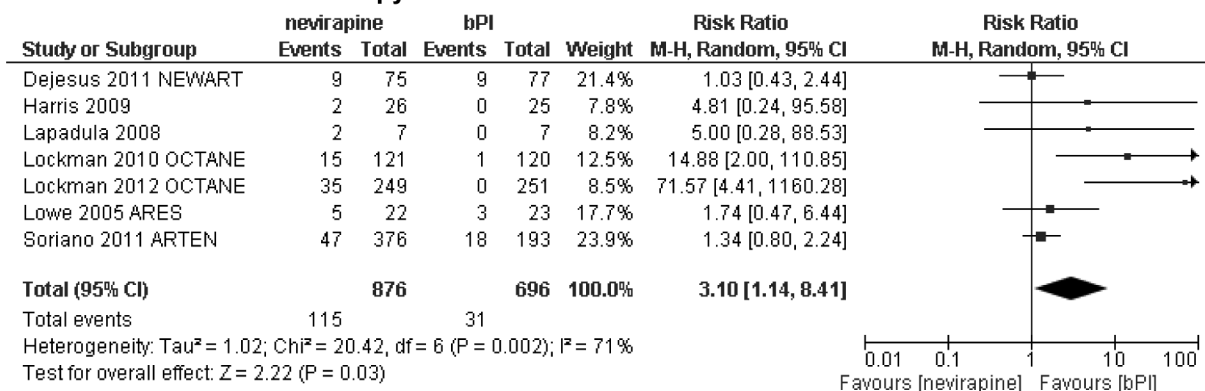 nevirapine bPI Risk Ratio Risk Ratio
Study or Subgroup Events Total Events Total Weight M-H, Random, 95% CI M-H, Random, 95% CI
Dejesus 2011 NEWART 9 75 9 77 21.4% 1.03 [0.43, 2.44]
Harris 2009 2 26 0 25 7.8% 4.81 [0.24, 95.58]
Lapadula 2008 2 7 0 7 8.2% 5.00 [0.28, 88.53]
Lockman 2010 OCTANE 15 121 1 120 12.5% 14.88 [2.00, 110.85]
Lockman 2012 OCTANE 35 249 0 251 8.5% 71.57 [4.41, 1160.28]
Lowe 2005 ARES 5 22 3 23 17.7% 1.74 [0.47, 6.44]
Soriano 2011 ARTEN 47 376 18 193 23.9% 1.34 [0.80, 2.24]
Total (95% CI) 876 696 100.0% 3.10 [1.14, 8.41]
Total events 115 31
Heterogeneity: Tau² = 1.02; Chi² = 20.42, df = 6 (P = 0.002); I² = 71%
Test for overall effect: Z = 2.22 (P = 0.03)
0.01 0.1 1 10 100
Favours [nevirapine] Favours [bPI]